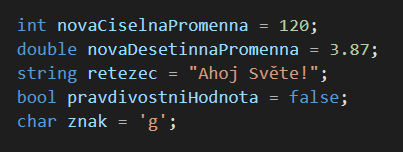 int novaCiselnaPromenna = 120;
double novaDesetinnaPromenna = 3.87;
string retezec = "Ahoj Světe!";
bool pravdivostniHodnota = false;
char znak = 'g';